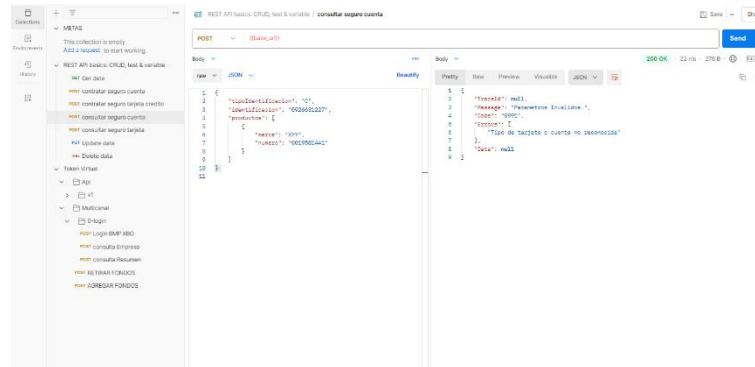 Collections
Environments
History
METAS
This collection is empty
Add a request to start working.
REST API basics: CRUD, test & variable
GET Get data
POST contratar seguro cuenta
POST contratar seguro tarjeta credito
POST consultar seguro cuenta
POST consultar seguro tarjeta
PUT Update data
DEL Delete data
Token Virtual
Api
v1
Multicanal
0-login
POST Login BMP XBO
POST consulta Empresa
POST consulta Resumen
POST RETIRAR FONDOS
POST AGREGAR FONDOS
REST API basics: CRUD, test & variable / consultar seguro cuenta
Save
POST
{{base_url}}
Send
Body
raw
JSON
Beautify
1 {
2 "tipoIdentificacion": "C",
3 "identificacion": "0926631227",
4 "productos": [
5 {
6 "marca": "XYY",
7 "numero": "0019581441"
8 }
9 ]
10 }
11
Body
200 OK
22 ms
276 B
Pretty
Raw
Preview
Visualize
JSON
1 {
2 "TraceId": null,
3 "Message": "Parametros Invalidos ",
4 "Code": "9991",
5 "Errors": [
6 "Tipo de tarjeta o cuenta no reconocida"
7 ],
8 "Data": null
9 }